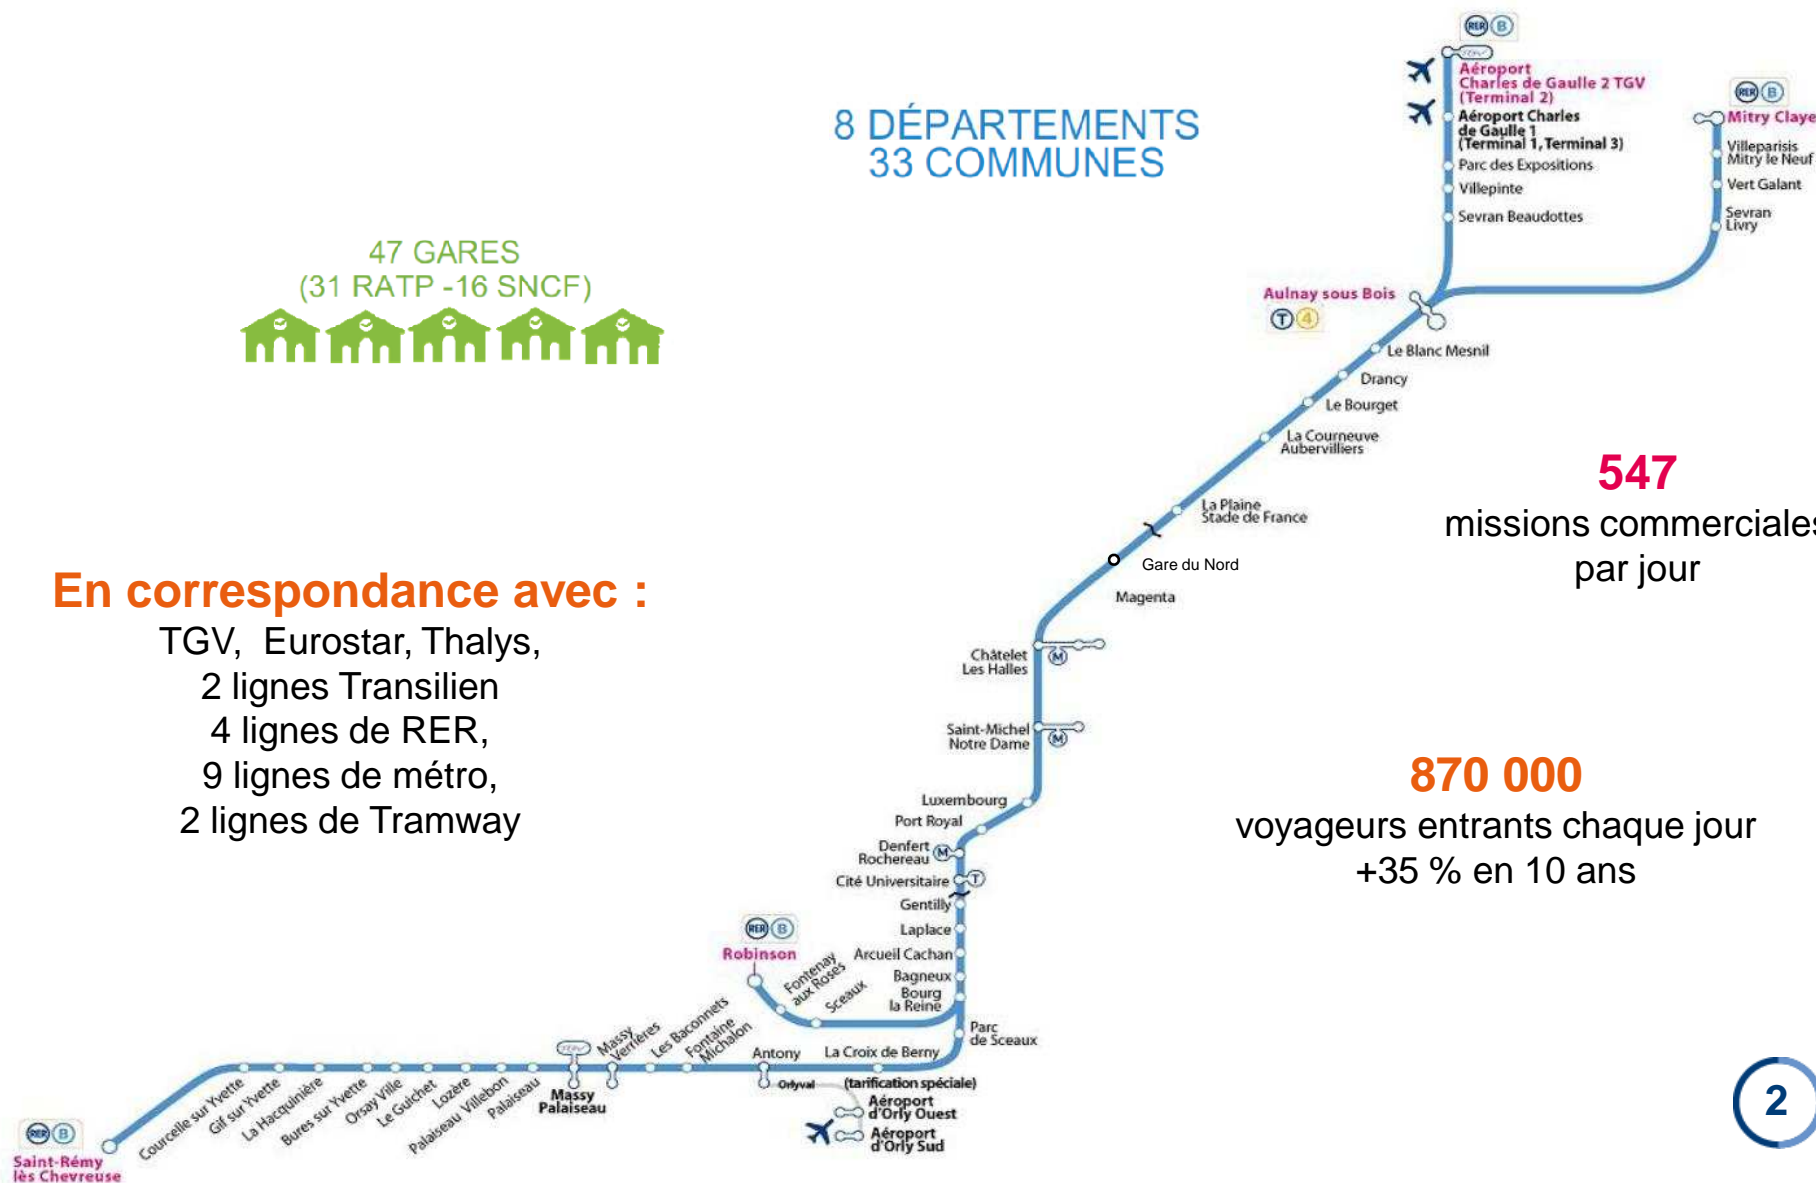 8 DÉPARTEMENTS
33 COMMUNES
47 GARES
(31 RATP -16 SNCF)
En correspondance avec :
TGV, Eurostar, Thalys,
2 lignes Transilien
4 lignes de RER,
9 lignes de métro,
2 lignes de Tramway
547
missions commerciales
par jour
870 000
voyageurs entrants chaque jour
+35 % en 10 ans
RER B
Aéroport
Charles de Gaulle 2 TGV
(Terminal 2)
Aéroport Charles
de Gaulle 1
(Terminal 1, Terminal 3)
Parc des Expositions
Villepinte
Sevran Beaudottes
RER B
Mitry Claye
Villeparisis
Mitry le Neuf
Vert Galant
Sevran
Livry
Aulnay sous Bois
T 4
Le Blanc Mesnil
Drancy
Le Bourget
La Courneuve
Aubervilliers
La Plaine
Stade de France
Gare du Nord
Magenta
Châtelet
Les Halles
M
Saint-Michel
Notre Dame
M
Luxembourg
Port Royal
Denfert
Rochereau
M
Cité Universitaire
T
Gentilly
Laplace
Arcueil Cachan
Bagneux
Bourg
la Reine
Parc
de Sceaux
RER B
Robinson
Fontenay
aux Roses
Sceaux
La Croix de Berny
Antony
Orlyval
(tarification spéciale)
Aéroport
d'Orly Ouest
Aéroport
d'Orly Sud
Fontaine
Michalon
Les Baconnets
Massy
Verrières
TGV
Massy
Palaiseau
Palaiseau
Palaiseau Villebon
Lozère
Le Guichet
Orsay Ville
Bures sur Yvette
La Hacquinière
Gif sur Yvette
Courcelle sur Yvette
RER B
Saint-Rémy
lès Chevreuse
2